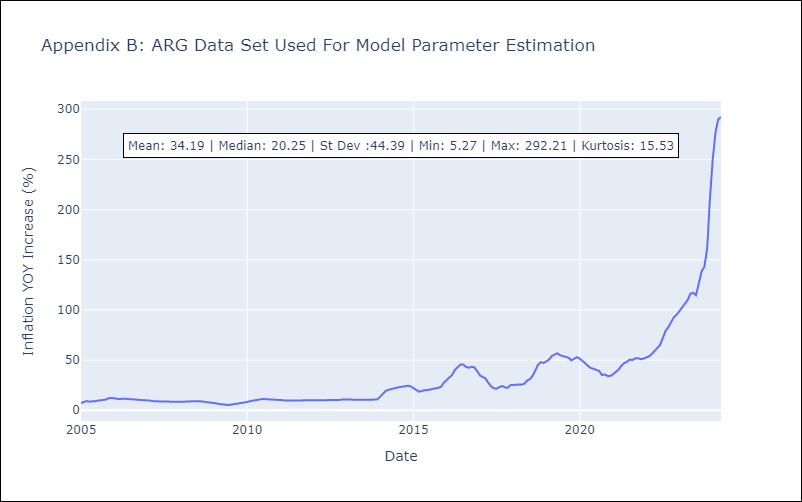 Appendix B: ARG Data Set Used For Model Parameter Estimation
300
Mean: 34.19 | Median: 20.25 | St Dev :44.39 | Min: 5.27 | Max: 292.21 | Kurtosis: 15.53
250
200
150
100
50
0
Inflation YOY Increase (%)
2005 2010 2015 2020
Date